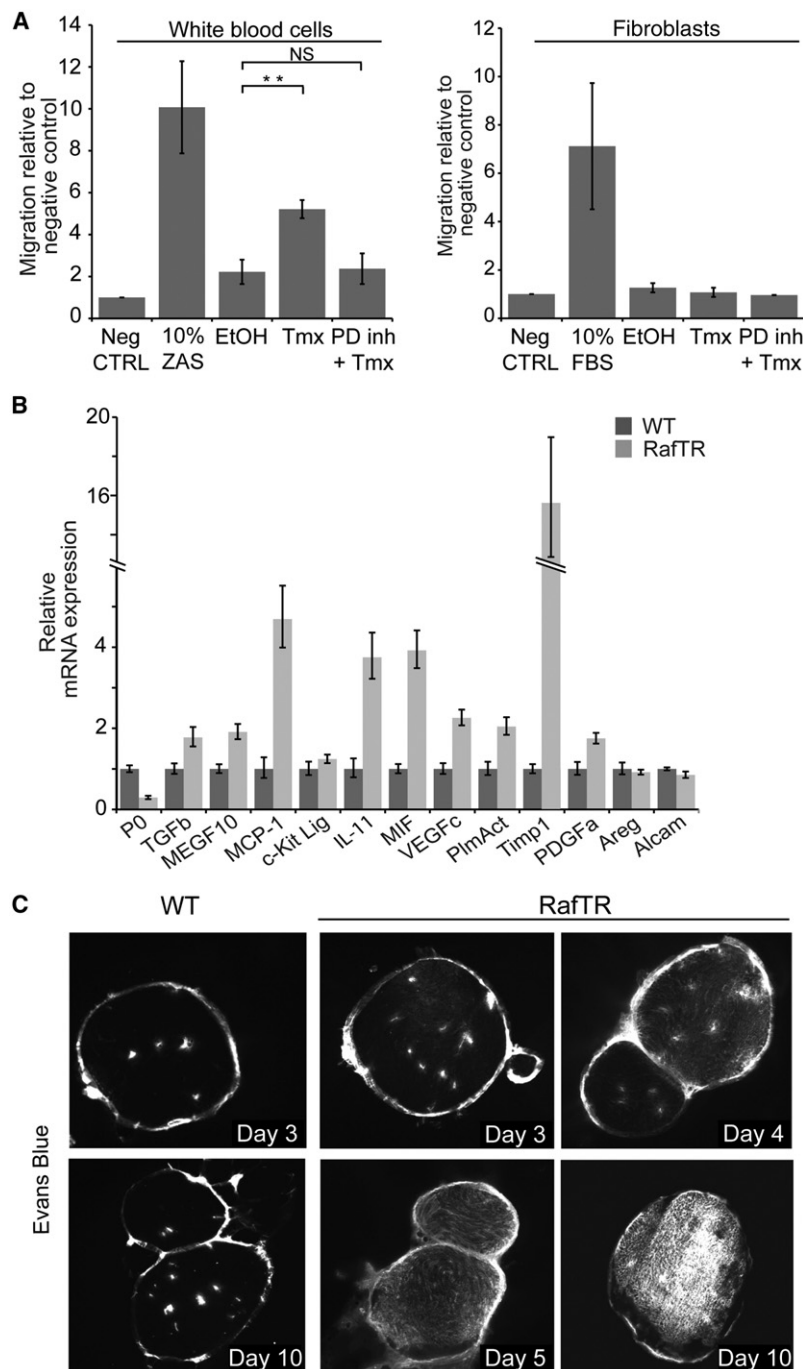 A
White blood cells
NS
* *
Migration relative to
negative control
14
12
10
8
6
4
2
0
Neg
CTRL
10%
ZAS
EtOH
Tmx
PD inh
+ Tmx
Fibroblasts
Migration relative to
negative control
12
10
8
6
4
2
0
Neg
CTRL
10%
FBS
EtOH
Tmx
PD inh
+ Tmx
B
WT
RafTR
Relative
mRNA expression
20
16
4
2
0
P0
TGFb
MEGF10
MCP-1
c-Kit Lig
IL-11
MIF
VEGFc
PlmAct
Timp1
PDGFa
Areg
Alcam
C
WT
RafTR
Evans Blue
Day 3
Day 3
Day 4
Day 10
Day 5
Day 10